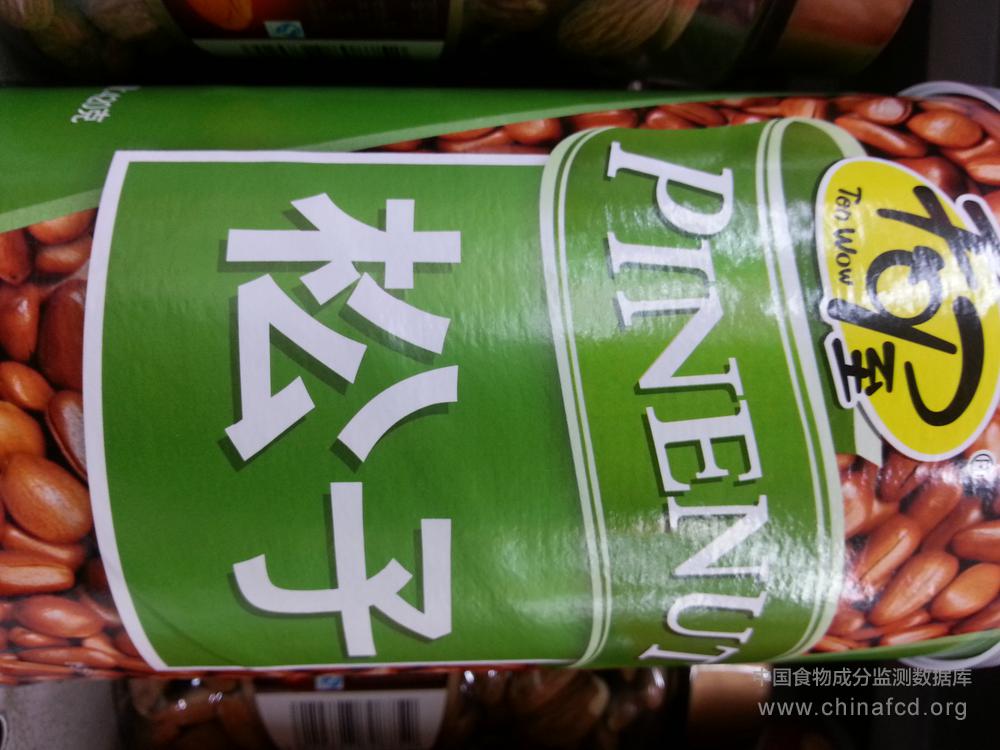 Ten Wow
天
至
PINENUT
松子
中国食物成分监测数据库
www.chinafcd.org